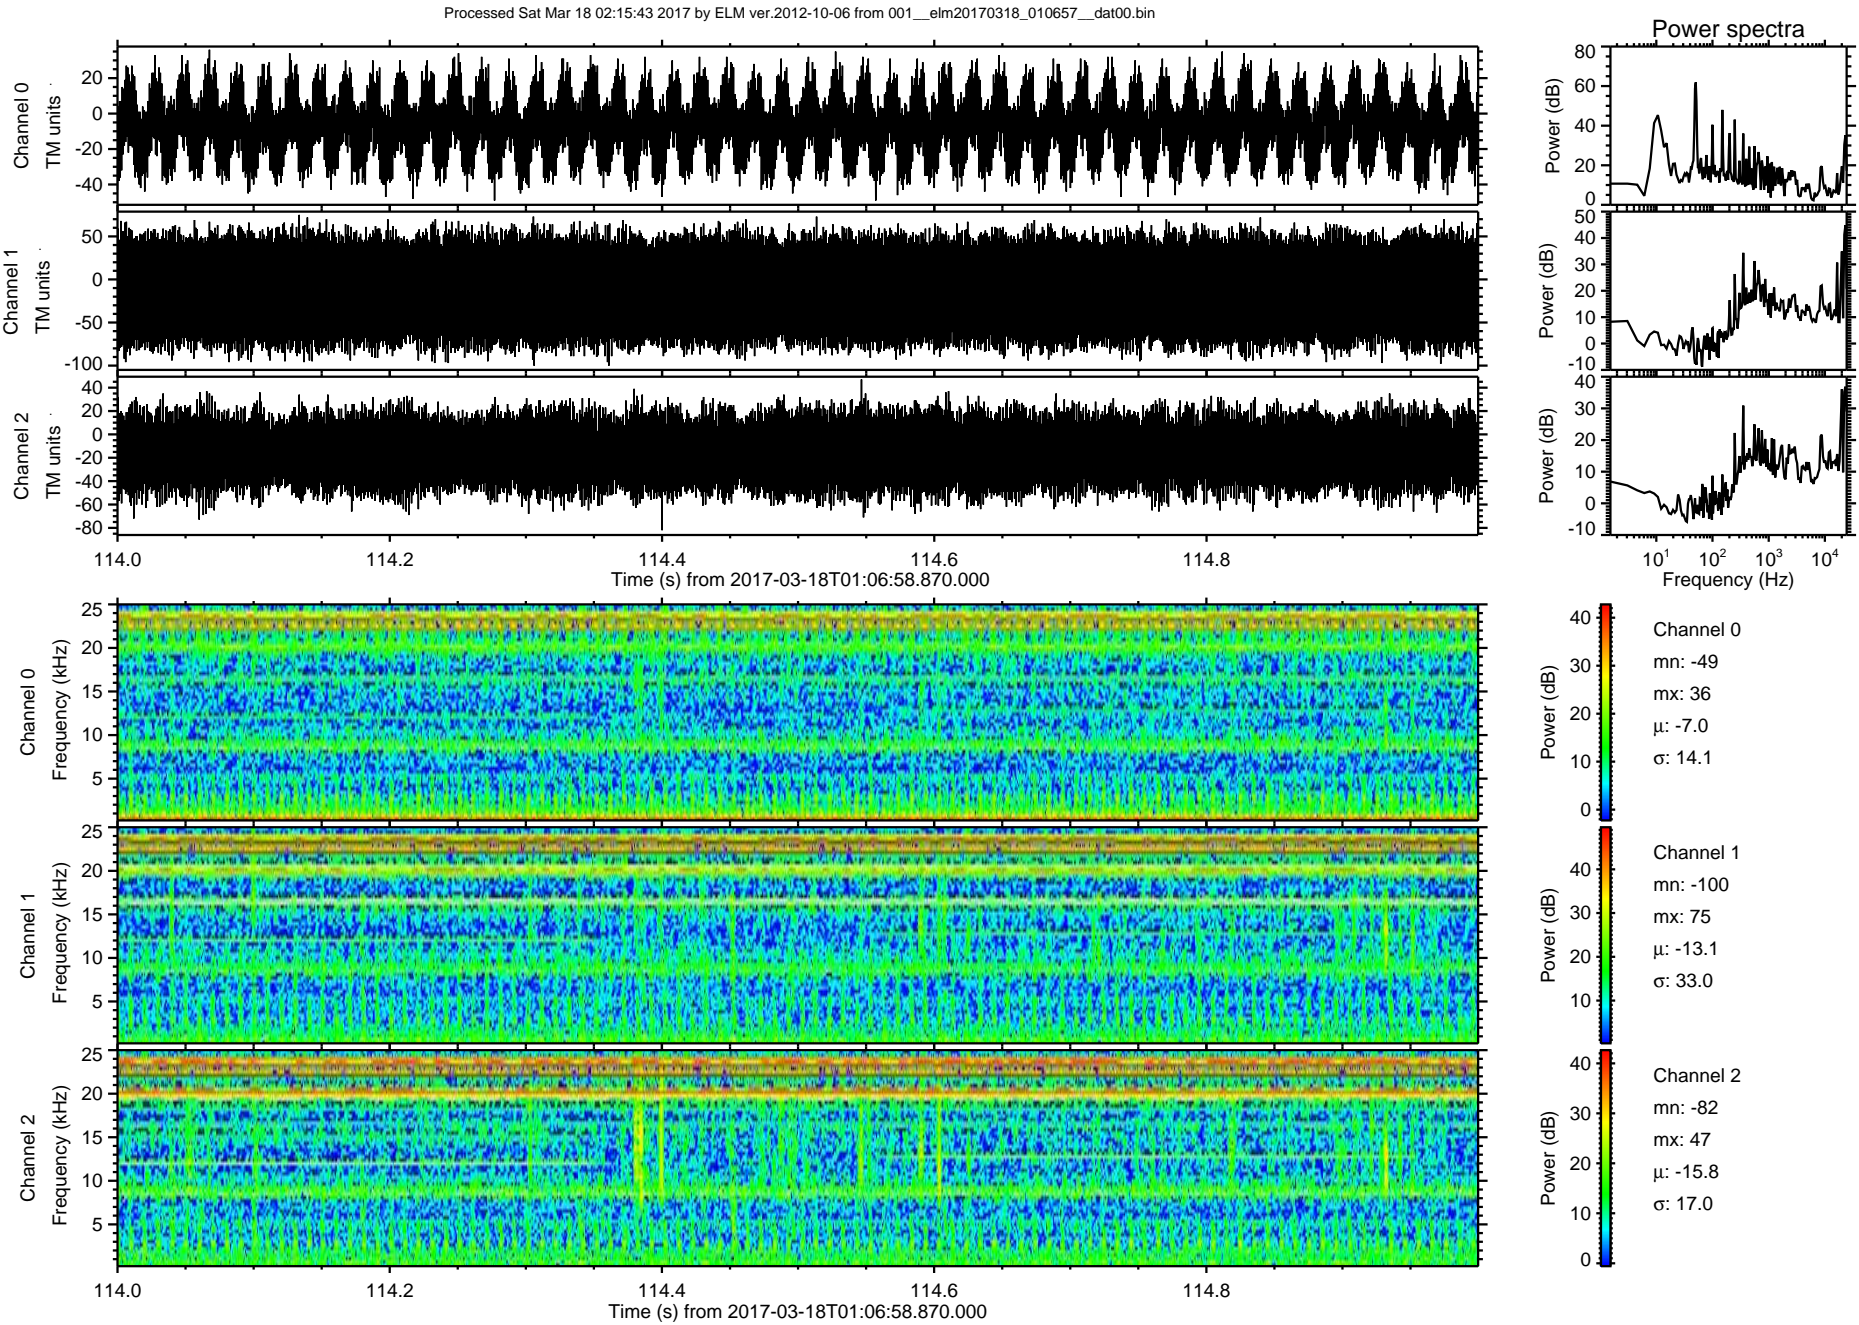 Processed Sat Mar 18 02:15:43 2017 by ELM ver.2012-10-06 from 001__elm20170318_010657__dat00.bin
Power spectra
Channel 0
TM units
20
0
-20
-40
Power (dB)
80
60
40
20
0
Channel 1
TM units
50
0
-50
-100
Power (dB)
50
40
30
20
10
0
-10
Channel 2
TM units
40
20
0
-20
-40
-60
-80
Power (dB)
40
30
20
10
0
-10
114.0 114.2 114.4 114.6 114.8
Time (s) from 2017-03-18T01:06:58.870.000
10^1 10^2 10^3 10^4
Frequency (Hz)
Channel 0
Frequency (kHz)
25
20
15
10
5
Power (dB)
40
30
20
10
0
Channel 0
mn: -49
mx: 36
μ: -7.0
σ: 14.1
Channel 1
Frequency (kHz)
25
20
15
10
5
Power (dB)
40
30
20
10
Channel 1
mn: -100
mx: 75
μ: -13.1
σ: 33.0
Channel 2
Frequency (kHz)
25
20
15
10
5
Power (dB)
40
30
20
10
0
Channel 2
mn: -82
mx: 47
μ: -15.8
σ: 17.0
114.0 114.2 114.4 114.6 114.8
Time (s) from 2017-03-18T01:06:58.870.000